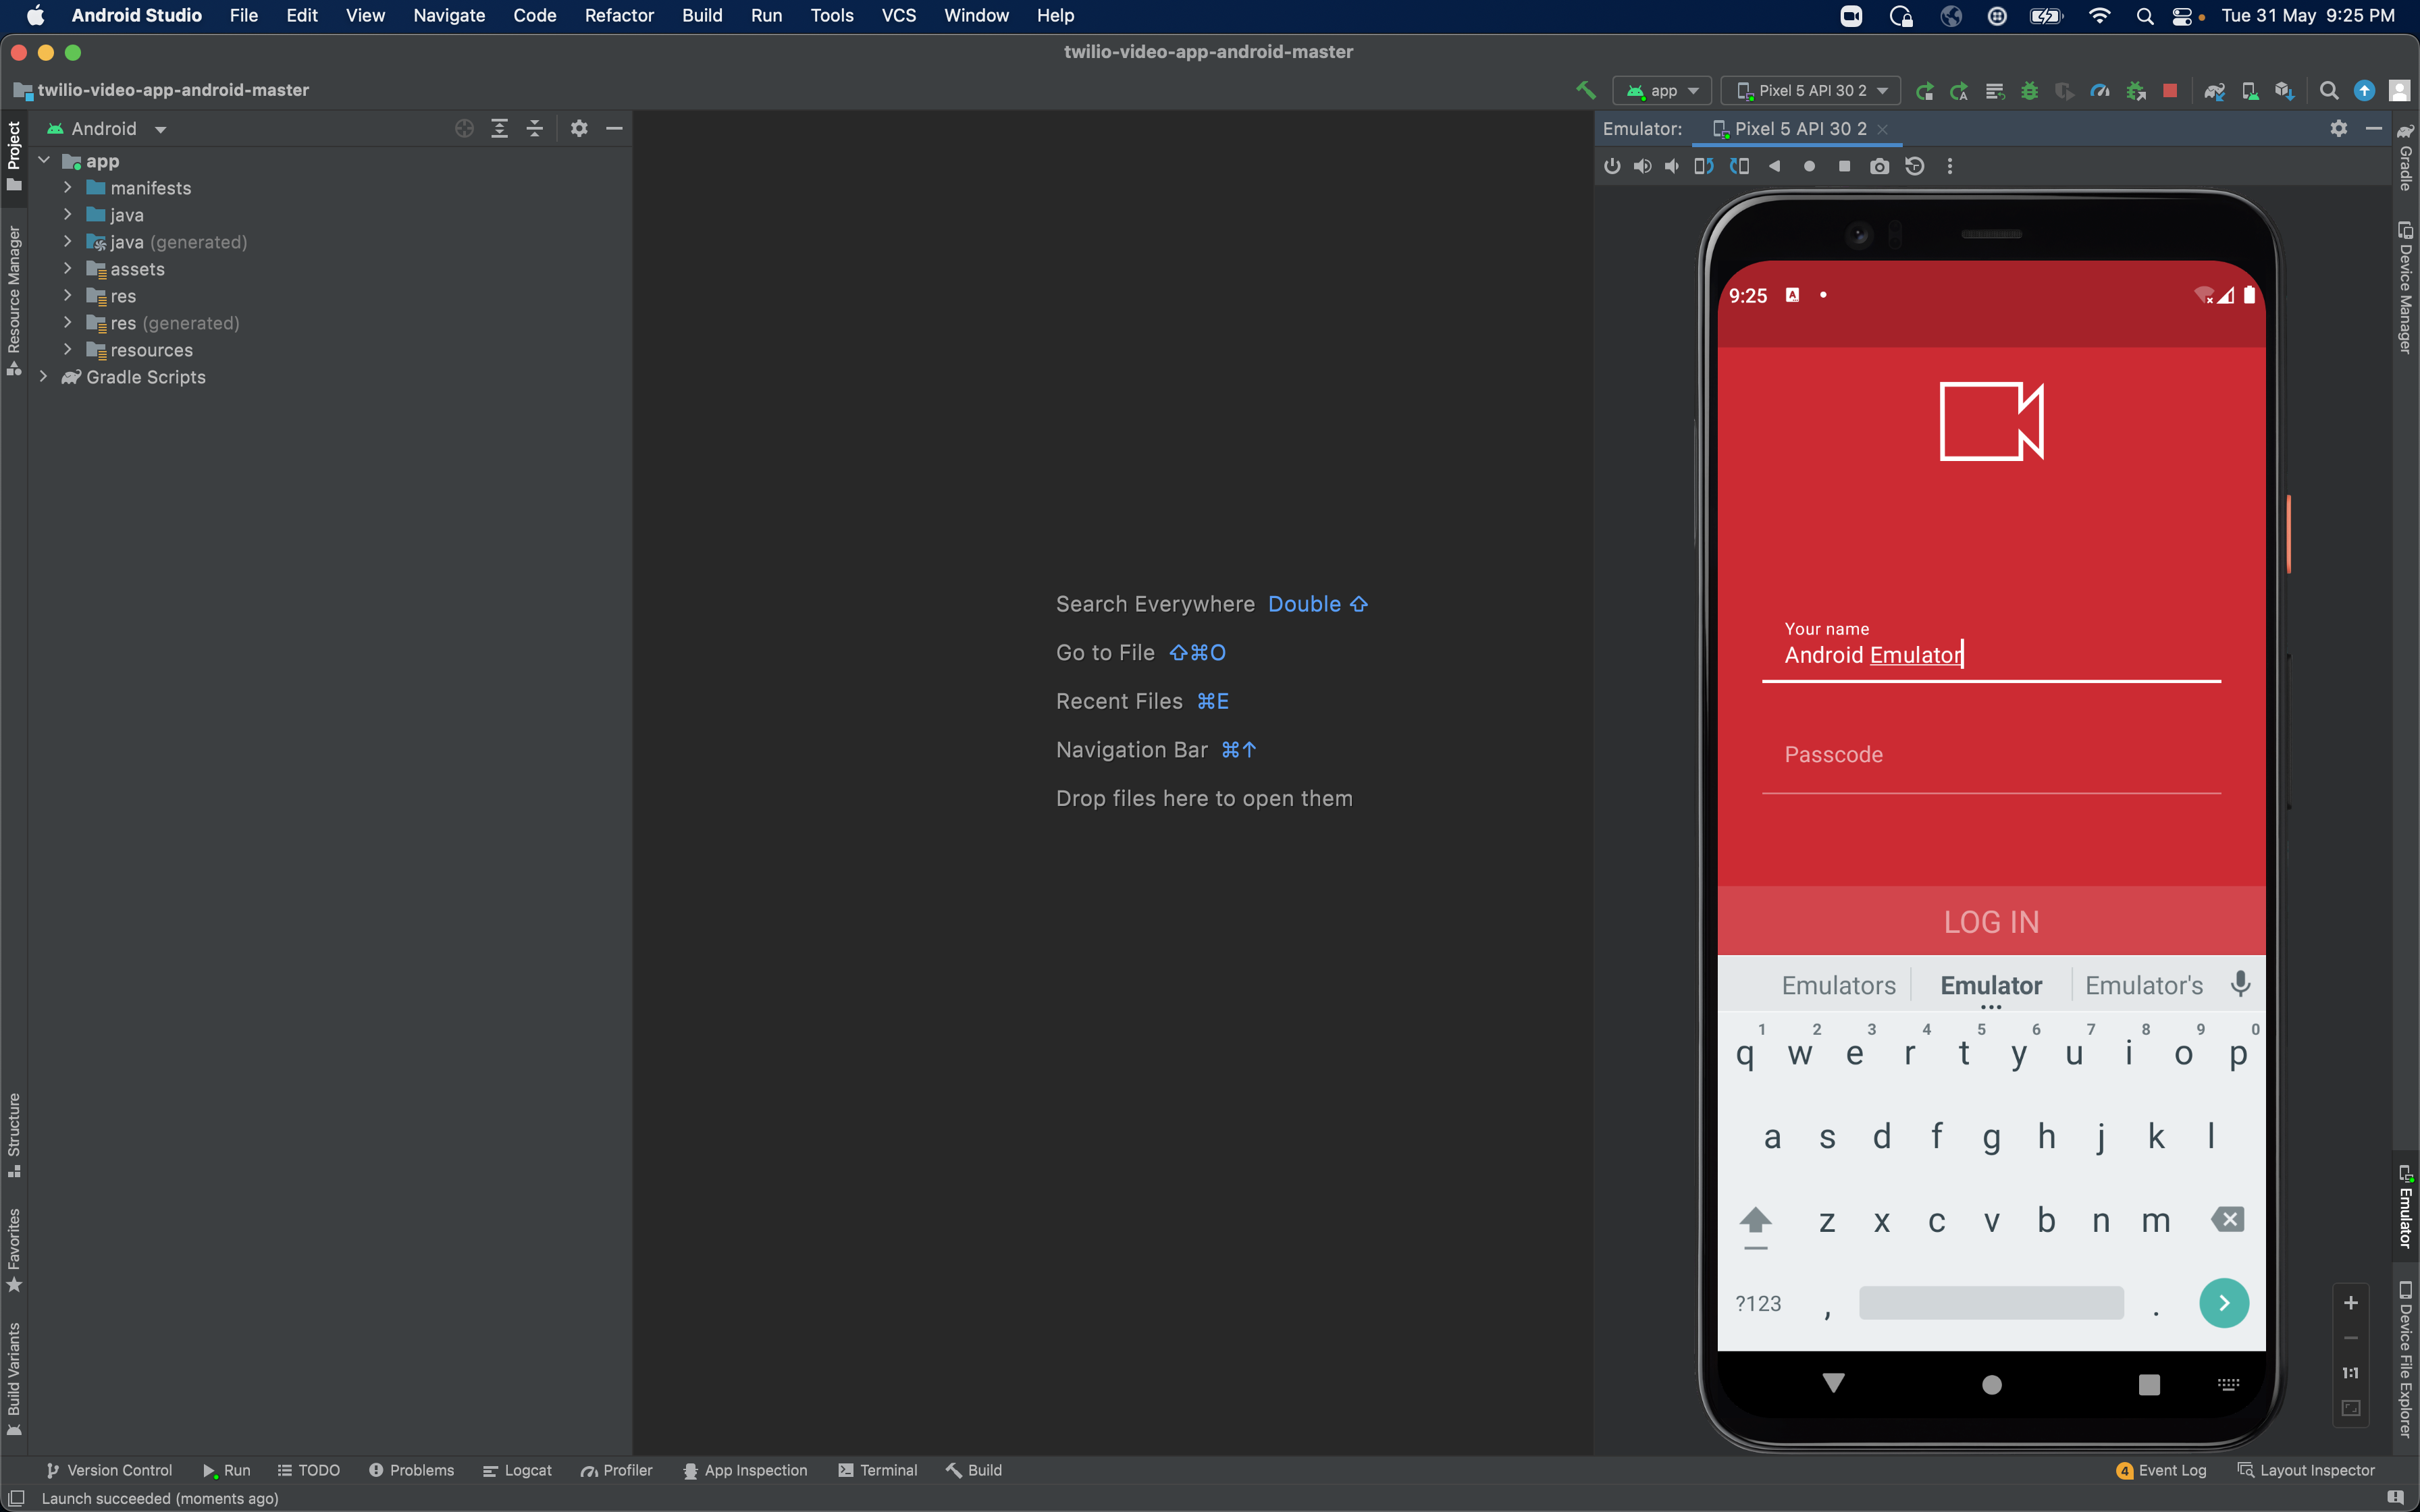 Android Studio File Edit View Navigate Code Refactor Build Run Tools VCS Window Help Tue 31 May 9:25 PM
twilio-video-app-android-master
twilio-video-app-android-master app Pixel 5 API 30 2
Project
Resource Manager
Structure
Favorites
Build Variants
Android
app
manifests
java
java (generated)
assets
res
res (generated)
resources
Gradle Scripts
Search Everywhere Double ⇧
Go to File ⇧⌘O
Recent Files ⌘E
Navigation Bar ⌘↑
Drop files here to open them
Emulator: Pixel 5 API 30 2
9:25 A
Your name
Android Emulator
Passcode
LOG IN
Emulators Emulator Emulator's
1 2 3 4 5 6 7 8 9 0
q w e r t y u i o p
a s d f g h j k l
z x c v b n m
?123 , .
1:1
Gradle
Device Manager
Emulator
Device File Explorer
Version Control Run TODO Problems Logcat Profiler App Inspection Terminal Build 4 Event Log Layout Inspector
Launch succeeded (moments ago)